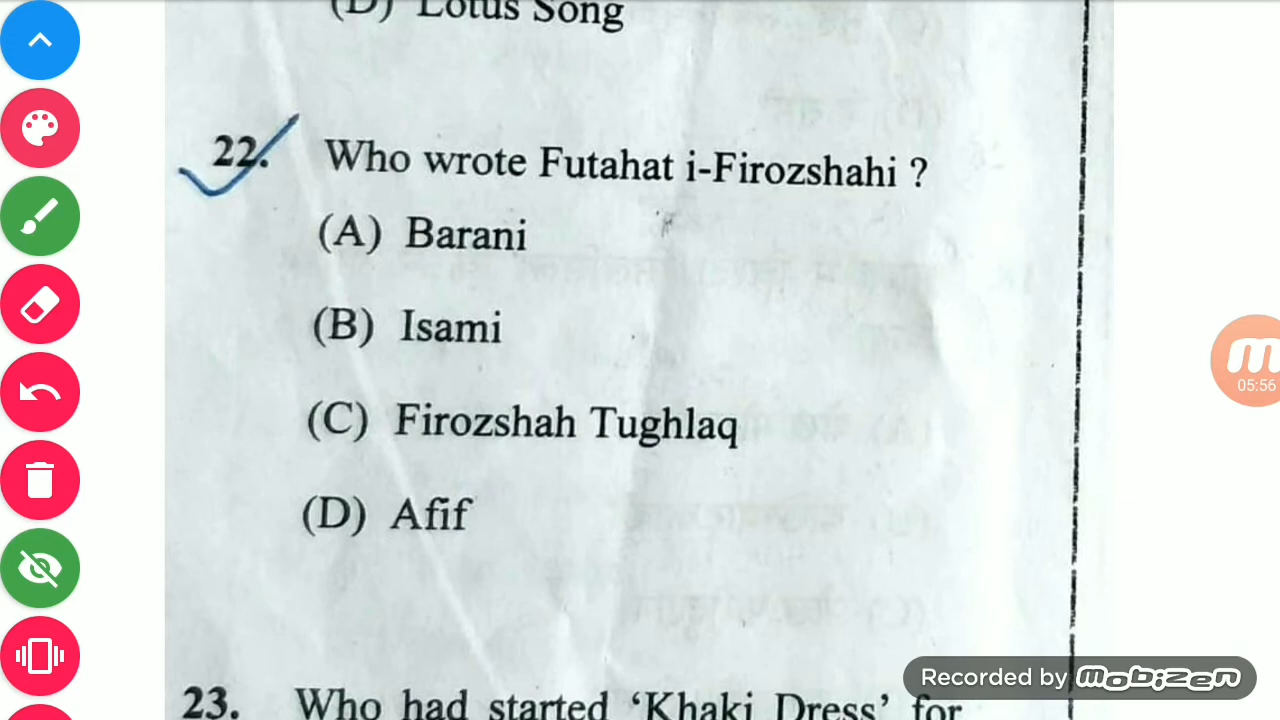 (D) Lotus Song
22. Who wrote Futahat i-Firozshahi ?
(A) Barani
(B) Isami
(C) Firozshah Tughlaq
(D) Afif
23. Who had started ‘Khaki Dress’ for
05:56
Recorded by mobizen